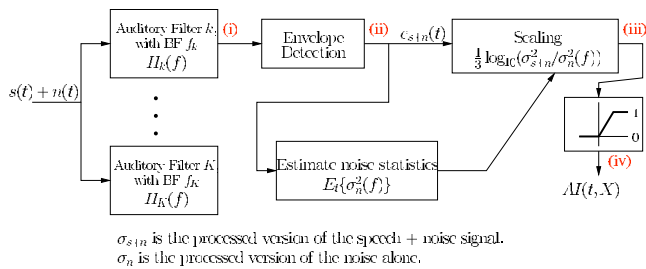 Auditory Filter k,
with BF f_k
H_k(f)
(i)
Envelope
Detection
(ii)
e_{s+n}(t)
Scaling
1/3 log_{10}(σ²_{s+n}/σ²_n(f))
(iii)
s(t) + n(t)
1
0
(iv)
Auditory Filter K,
with BF f_K
H_K(f)
Estimate noise statistics
E_t{σ²_n(f)}
AI(t, X)
σ_{s+n} is the processed version of the speech + noise signal.
σ_n is the processed version of the noise alone.